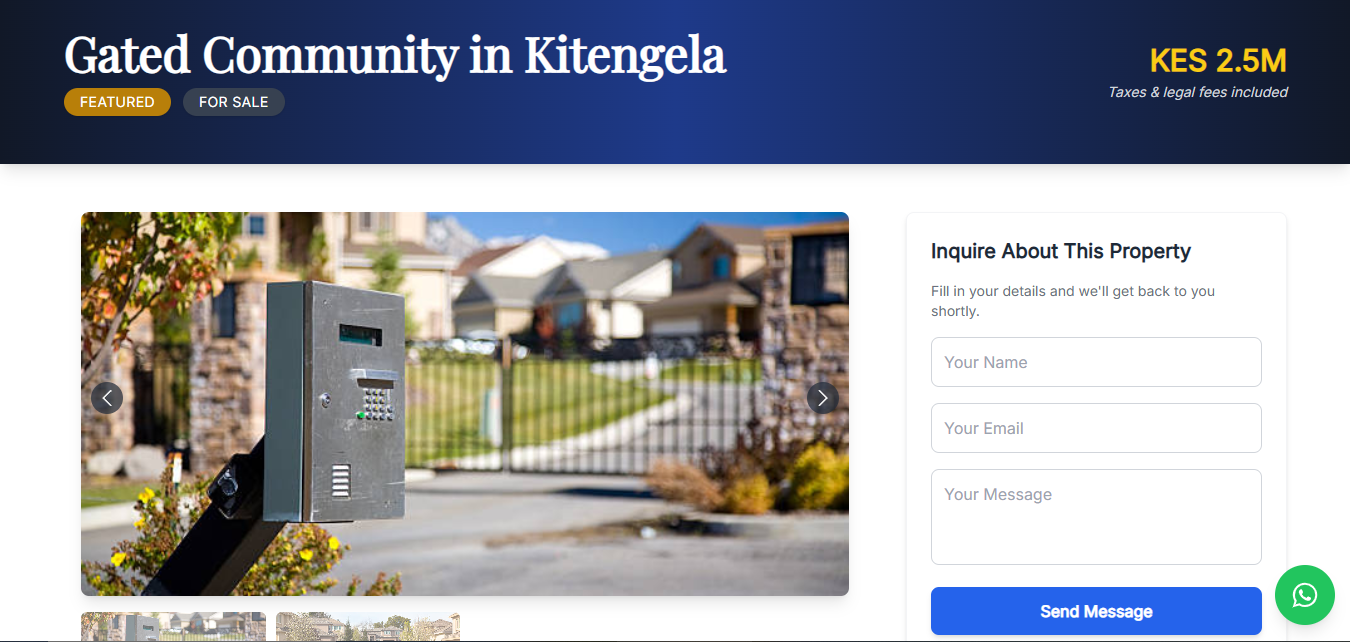 Gated Community in Kitengela
FEATURED
FOR SALE
KES 2.5M
Taxes & legal fees included
Inquire About This Property
Fill in your details and we'll get back to you
shortly.
Your Name
Your Email
Your Message
Send Message